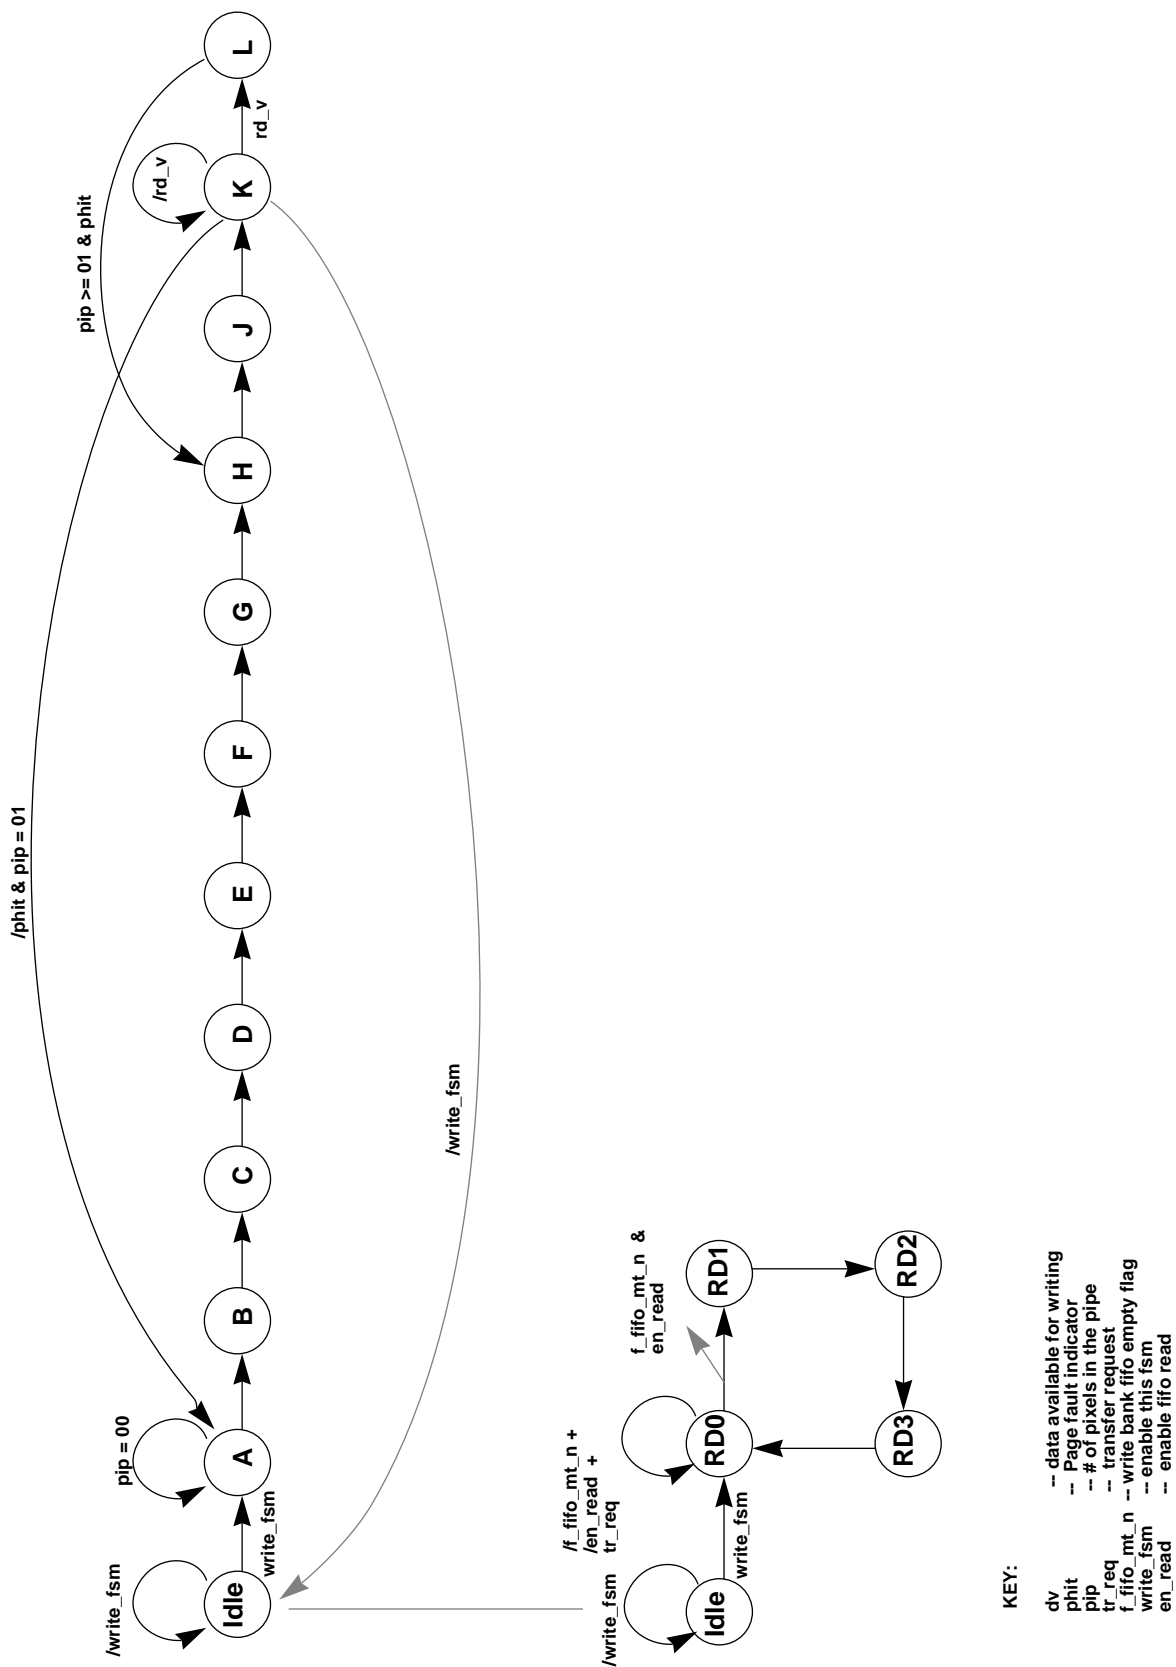 /write_fsm
Idle
write_fsm
pip = 00
A
B
C
D
E
F
G
H
J
K
L
/rd_v
rd_v
/phit & pip = 01
pip >= 01 & phit
/write_fsm
/write_fsm
Idle
write_fsm
/f_fifo_mt_n +
/en_read +
tr_req
RD0
f_fifo_mt_n &
en_read
RD1
RD2
RD3
KEY:
dv -- data available for writing
phit -- Page fault indicator
pip -- # of pixels in the pipe
tr_req -- transfer request
f_fifo_mt_n -- write bank fifo empty flag
write_fsm -- enable this fsm
en_read -- enable fifo read